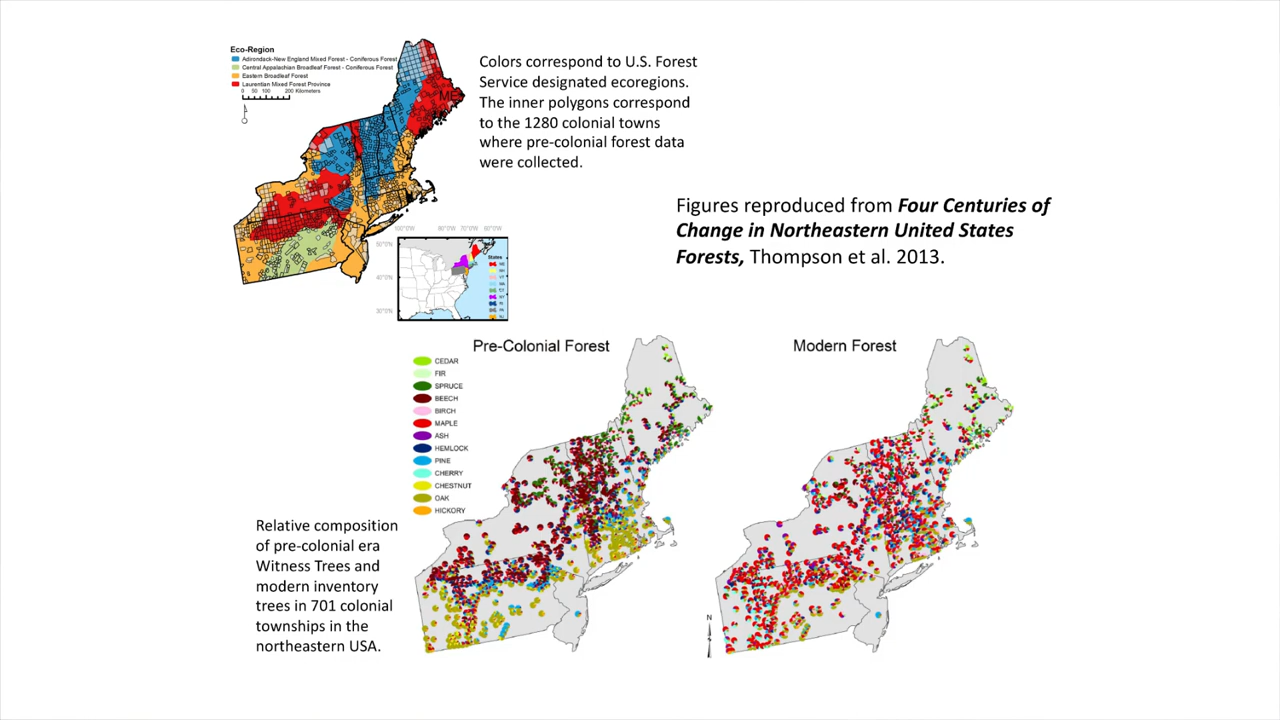 Eco-Region
Adirondack-New England Mixed Forest - Coniferous Forest
Central Appalachian Broadleaf Forest - Coniferous Forest
Eastern Broadleaf Forest
Laurentian Mixed Forest Province
0 50 100 200 Kilometers
ME
Colors correspond to U.S. Forest
Service designated ecoregions.
The inner polygons correspond
to the 1280 colonial towns
where pre-colonial forest data
were collected.
Figures reproduced from Four Centuries of
Change in Northeastern United States
Forests, Thompson et al. 2013.
States
Pre-Colonial Forest
Modern Forest
CEDAR
FIR
SPRUCE
BEECH
BIRCH
MAPLE
ASH
HEMLOCK
PINE
CHERRY
CHESTNUT
OAK
HICKORY
Relative composition
of pre-colonial era
Witness Trees and
modern inventory
trees in 701 colonial
townships in the
northeastern USA.
N